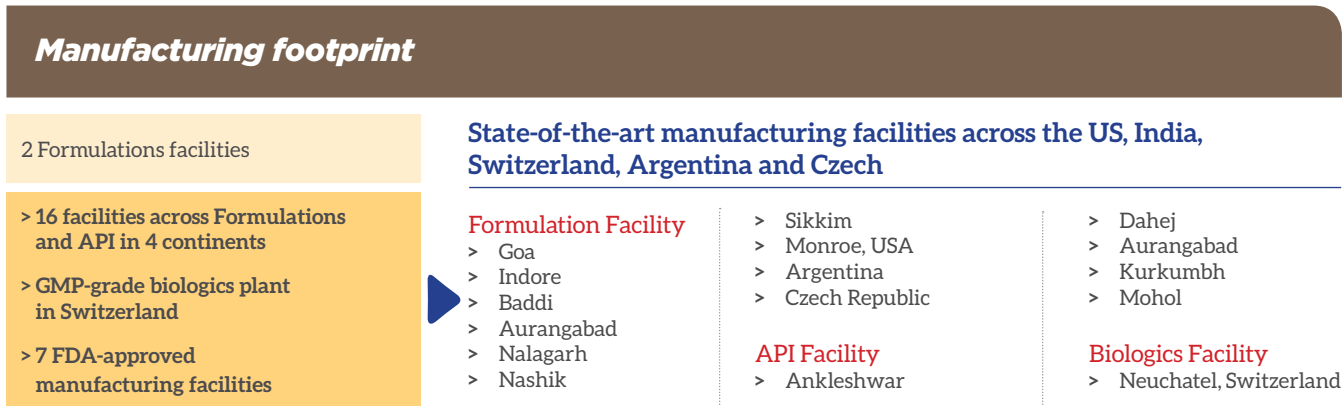 Manufacturing footprint
2 Formulations facilities
> 16 facilities across Formulations
and API in 4 continents
> GMP-grade biologics plant
in Switzerland
> 7 FDA-approved
manufacturing facilities
State-of-the-art manufacturing facilities across the US, India,
Switzerland, Argentina and Czech
Formulation Facility
> Goa
> Indore
> Baddi
> Aurangabad
> Nalagarh
> Nashik
> Sikkim
> Monroe, USA
> Argentina
> Czech Republic
API Facility
> Ankleshwar
> Dahej
> Aurangabad
> Kurkumbh
> Mohol
Biologics Facility
> Neuchatel, Switzerland